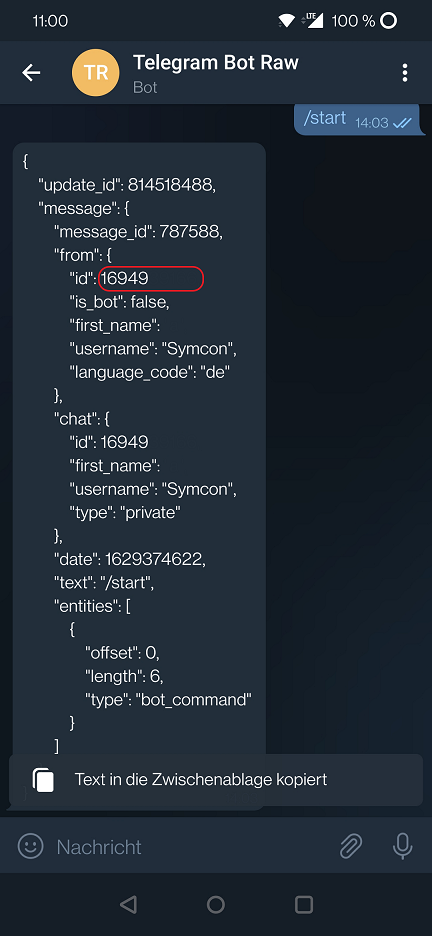 11:00 LTE 100 %
TR Telegram Bot Raw
Bot
/start 14:03
{
"update_id": 814518488,
"message": {
"message_id": 787588,
"from": {
"id": 16949
"is_bot": false,
"first_name":
"username": "Symcon",
"language_code": "de"
},
"chat": {
"id": 16949
"first_name":
"username": "Symcon",
"type": "private"
},
"date": 1629374622,
"text": "/start",
"entities": [
{
"offset": 0,
"length": 6,
"type": "bot_command"
}
]
Text in die Zwischenablage kopiert
Nachricht